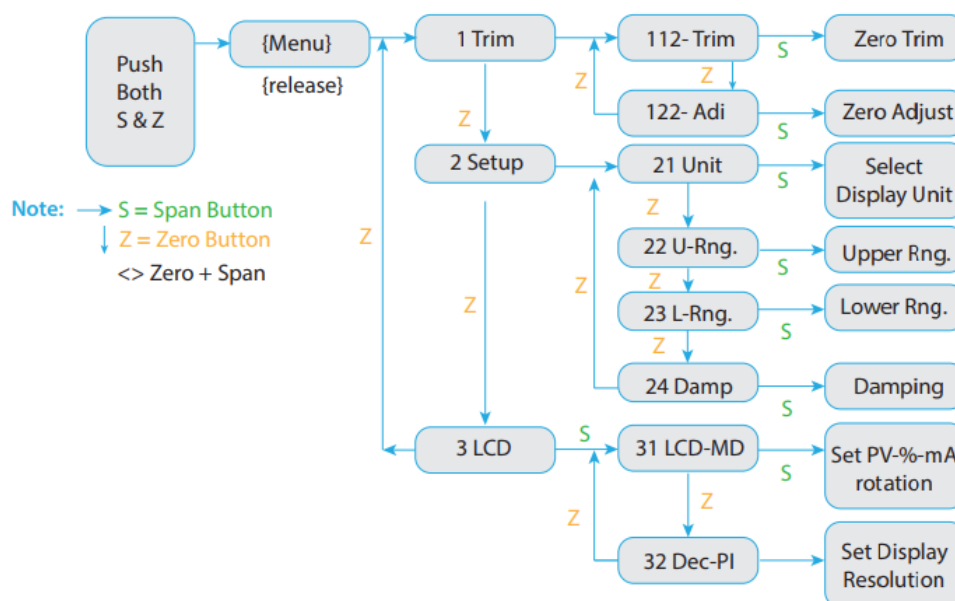 Push
Both
S & Z
{Menu}
{release}
1 Trim
112- Trim
S
Zero Trim
Z
Z
Z
122- Adi
S
Zero Adjust
2 Setup
21 Unit
S
Select
Display Unit
Note:
S = Span Button
Z = Zero Button
<> Zero + Span
Z
Z
22 U-Rng.
S
Upper Rng.
Z
Z
Z
23 L-Rng.
S
Lower Rng.
Z
24 Damp
S
Damping
3 LCD
S
31 LCD-MD
S
Set PV-%-mA
rotation
Z
Z
32 Dec-PI
Set Display
Resolution